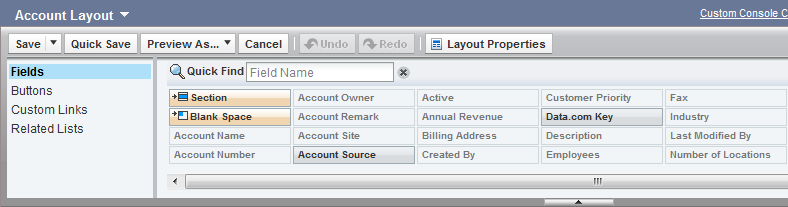 Account Layout Custom Console C
Save Quick Save Preview As... Cancel Undo Redo Layout Properties
Fields
Buttons
Custom Links
Related Lists
Quick Find Field Name
Section Account Owner Active Customer Priority Fax
Blank Space Account Remark Annual Revenue Data.com Key Industry
Account Name Account Site Billing Address Description Last Modified By
Account Number Account Source Created By Employees Number of Locations